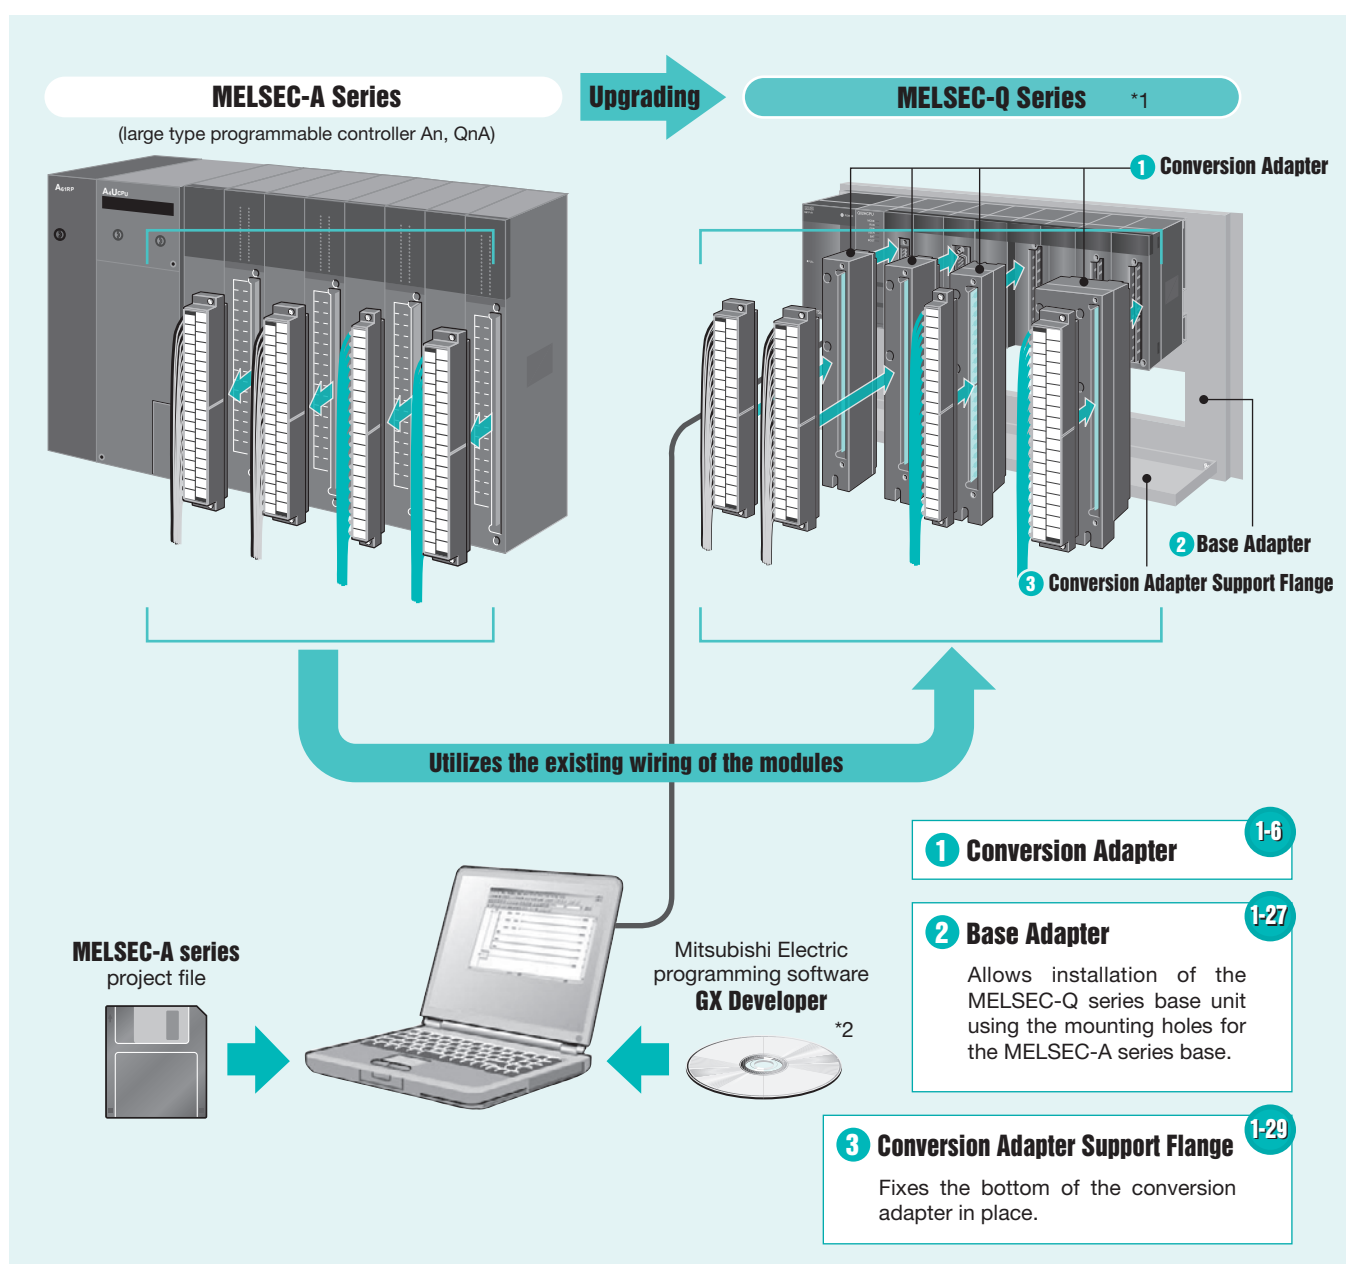 MELSEC-A Series
Upgrading
MELSEC-Q Series *1
(large type programmable controller An, QnA)
1 Conversion Adapter
A61RP
A4UCPU
2 Base Adapter
3 Conversion Adapter Support Flange
Utilizes the existing wiring of the modules
MELSEC-A series
project file
Mitsubishi Electric
programming software
GX Developer
*2
1-6
1 Conversion Adapter
1-27
2 Base Adapter
Allows installation of the
MELSEC-Q series base unit
using the mounting holes for
the MELSEC-A series base.
1-29
3 Conversion Adapter Support Flange
Fixes the bottom of the conversion
adapter in place.